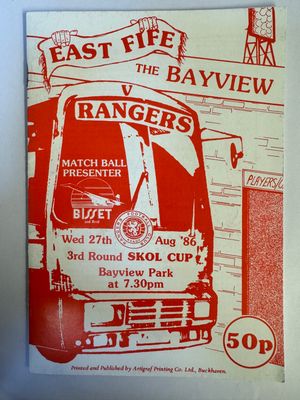 EAST FIFE
THE BAYVIEW
V
RANGERS
MATCH BALL
PRESENTER
BISSET
Wed 27th Aug '86
3rd Round SKOL CUP
Bayview Park
at 7.30pm
PLAYERS/
50p
Printed and Published by Artigraf Printing Co. Ltd., Buckhaven.